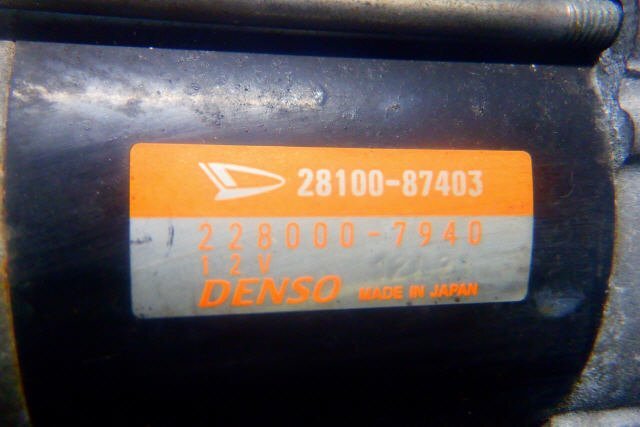 28100-87403
228000-7940
12V
DENSO MADE IN JAPAN